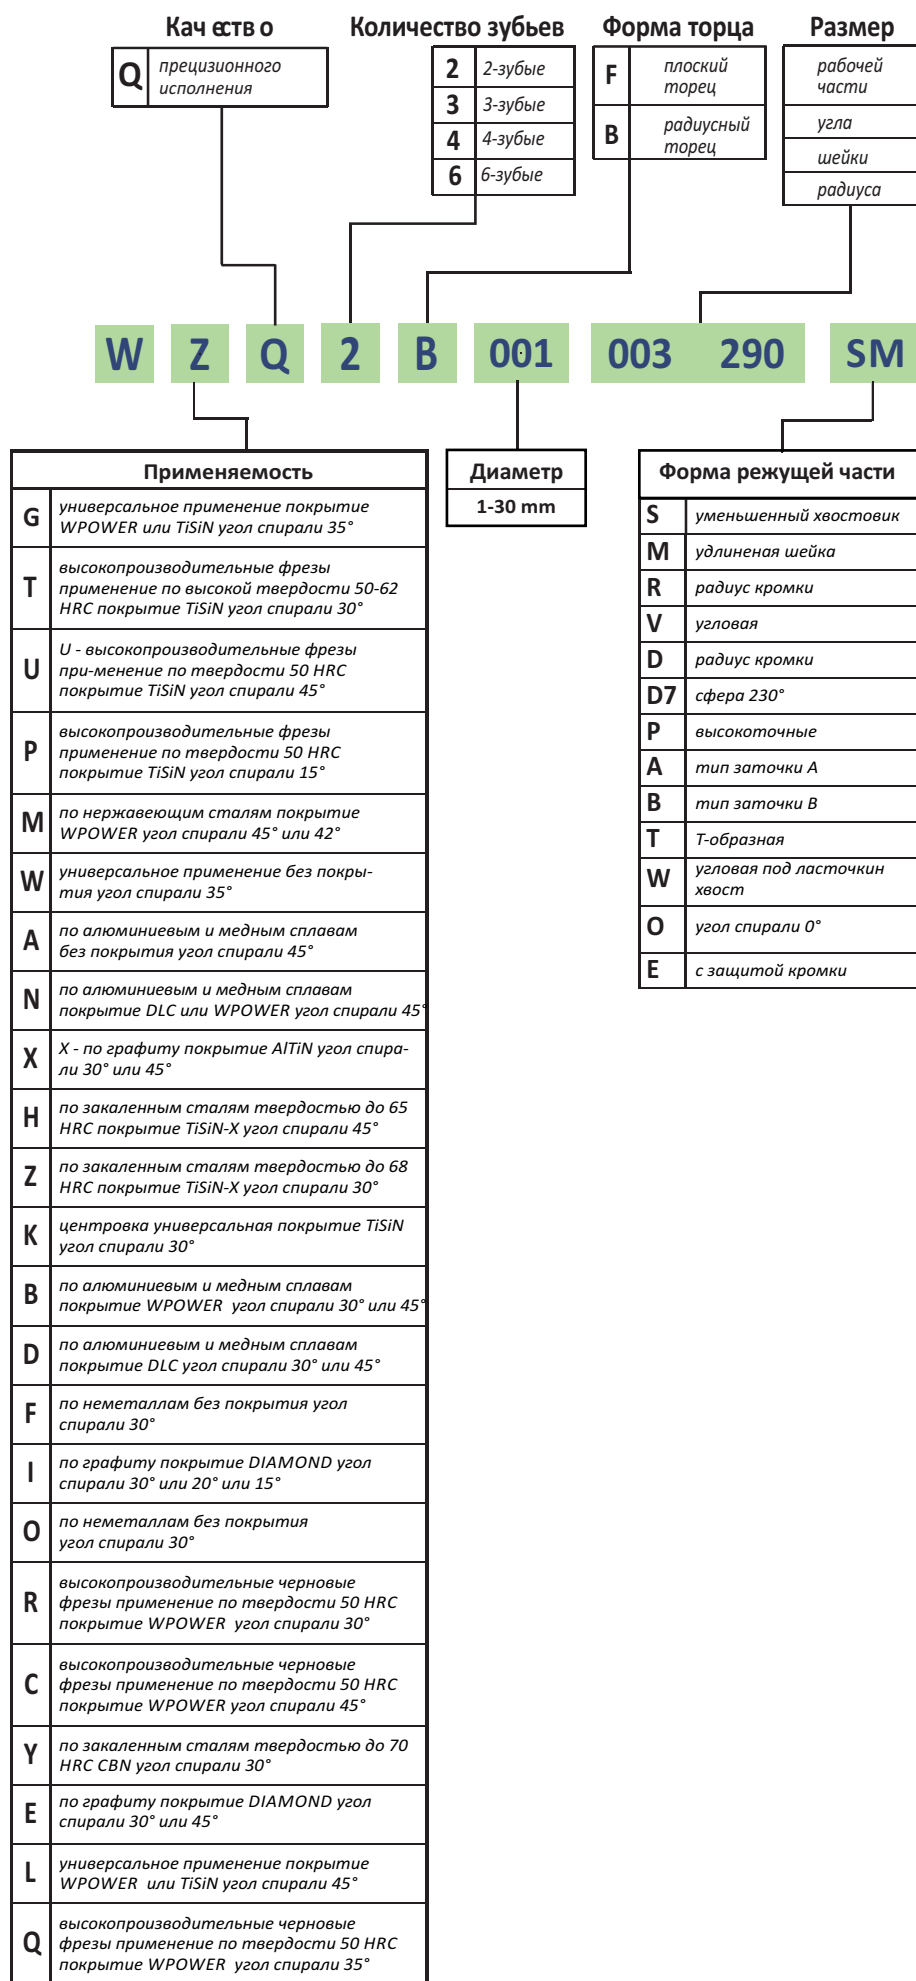 Кач еств о
Количество зубьев
Форма торца
Размер
Q
прецизионного
исполнения
2
2-зубые
3
3-зубые
4
4-зубые
6
6-зубые
F
плоский
торец
B
радиусный
торец
рабочей
части
угла
шейки
радиуса
W Z Q 2 B 001 003 290 SM
Применяемость
G
универсальное применение покрытие
WPOWER или TiSiN угол спирали 35°
T
высокопроизводительные фрезы
применение по высокой твердости 50-62
HRC покрытие TiSiN угол спирали 30°
U
U - высокопроизводительные фрезы
при-менение по твердости 50 HRC
покрытие TiSiN угол спирали 45°
P
высокопроизводительные фрезы
применение по твердости 50 HRC
покрытие TiSiN угол спирали 15°
M
по нержавеющим сталям покрытие
WPOWER угол спирали 45° или 42°
W
универсальное применение без покры-
тия угол спирали 35°
A
по алюминиевым и медным сплавам
без покрытия угол спирали 45°
N
по алюминиевым и медным сплавам
покрытие DLC или WPOWER угол спирали 45°
X
X - по графиту покрытие AlTiN угол спира-
ли 30° или 45°
H
по закаленным сталям твердостью до 65
HRC покрытие TiSiN-X угол спирали 45°
Z
по закаленным сталям твердостью до 68
HRC покрытие TiSiN-X угол спирали 30°
K
центровка универсальная покрытие TiSiN
угол спирали 30°
B
по алюминиевым и медным сплавам
покрытие WPOWER угол спирали 30° или 45°
D
по алюминиевым и медным сплавам
покрытие DLC угол спирали 30° или 45°
F
по неметаллам без покрытия угол
спирали 30°
I
по графиту покрытие DIAMOND угол
спирали 30° или 20° или 15°
O
по неметаллам без покрытия
угол спирали 30°
R
высокопроизводительные черновые
фрезы применение по твердости 50 HRC
покрытие WPOWER угол спирали 30°
C
высокопроизводительные черновые
фрезы применение по твердости 50 HRC
покрытие WPOWER угол спирали 45°
Y
по закаленным сталям твердостью до 70
HRC CBN угол спирали 30°
E
по графиту покрытие DIAMOND угол
спирали 30° или 45°
L
универсальное применение покрытие
WPOWER или TiSiN угол спирали 45°
Q
высокопроизводительные черновые
фрезы применение по твердости 50 HRC
покрытие WPOWER угол спирали 35°
Диаметр
1-30 mm
Форма режущей части
S
уменьшенный хвостовик
M
удлиненая шейка
R
радиус кромки
V
угловая
D
радиус кромки
D7
сфера 230°
P
высокоточные
A
тип заточки А
B
тип заточки В
T
Т-образная
W
угловая под ласточкин
хвост
O
угол спирали 0°
E
с защитой кромки